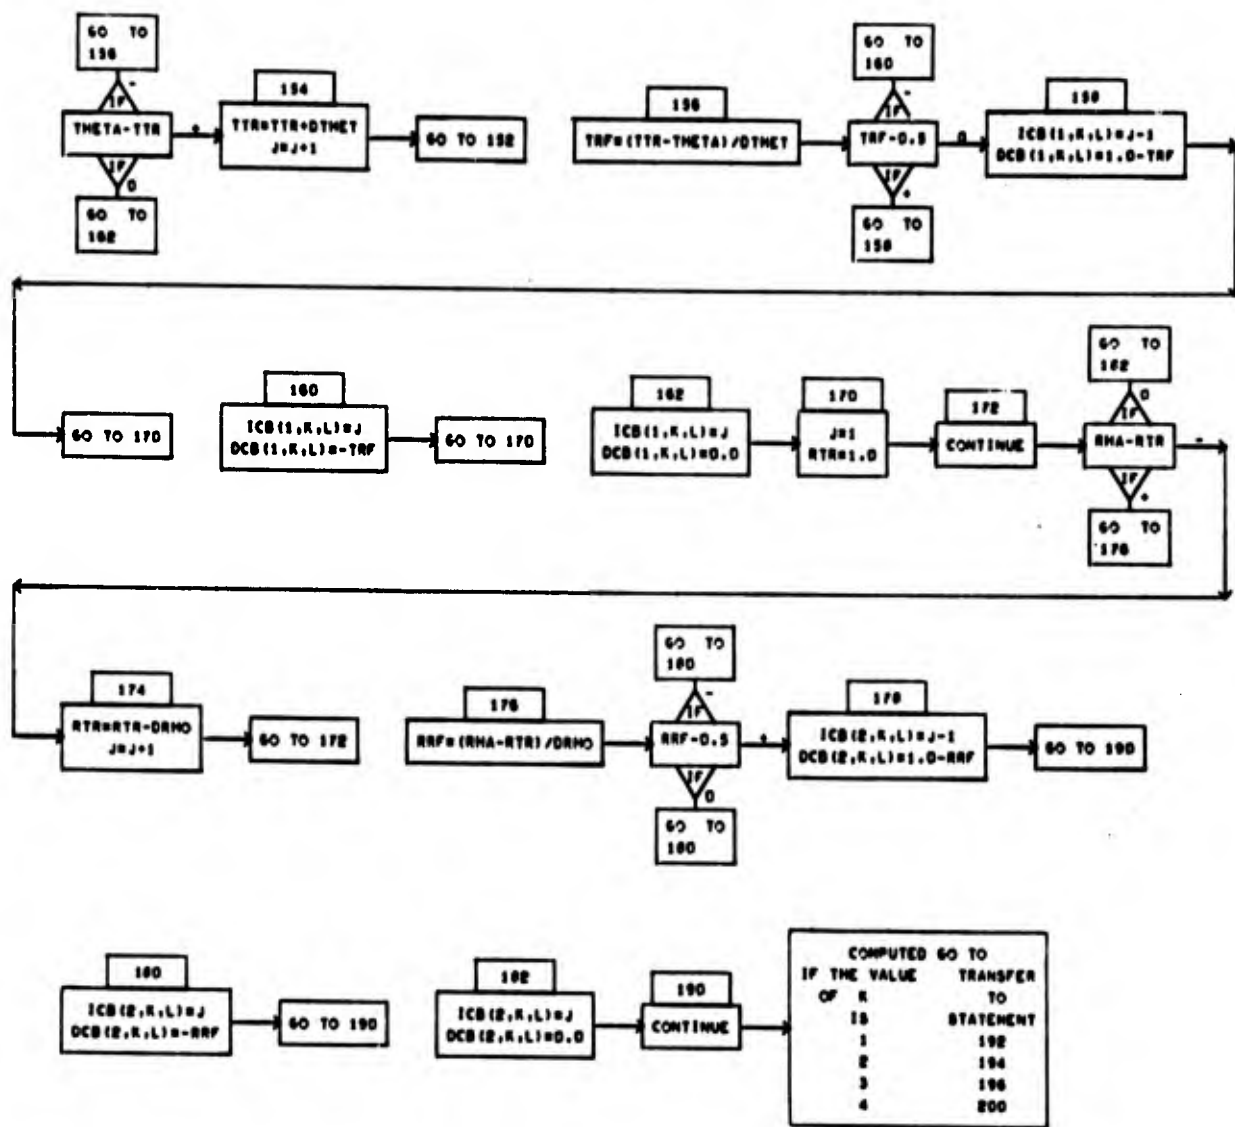 GO TO
156
-
IF
THETA-TTR
+
IF
0
GO TO
162
154
TTR=TTR+DTHET
J=J+1
GO TO 152
156
TRF=(TTR-THETA)/DTHET
GO TO
160
-
IF
TRF-0.5
0
IF
+
GO TO
158
158
ICB(1,K,L)=J-1
DCB(1,K,L)=1.0-TRF
GO TO 170
160
ICB(1,K,L)=J
DCB(1,K,L)=-TRF
GO TO 170
162
ICB(1,K,L)=J
DCB(1,K,L)=0.0
170
J=1
RTR=1.0
172
CONTINUE
GO TO
182
0
IF
RHA-RTR
-
IF
+
GO TO
176
174
RTR=RTR-DRHO
J=J+1
GO TO 172
176
RRF=(RHA-RTR)/DRHO
GO TO
180
-
IF
RRF-0.5
+
IF
0
GO TO
180
178
ICB(2,K,L)=J-1
DCB(2,K,L)=1.0-RRF
GO TO 190
180
ICB(2,K,L)=J
DCB(2,K,L)=-RRF
GO TO 190
182
ICB(2,K,L)=J
DCB(2,K,L)=0.0
190
CONTINUE
COMPUTED GO TO
IF THE VALUE TRANSFER
OF K TO
IS STATEMENT
1 192
2 194
3 196
4 200